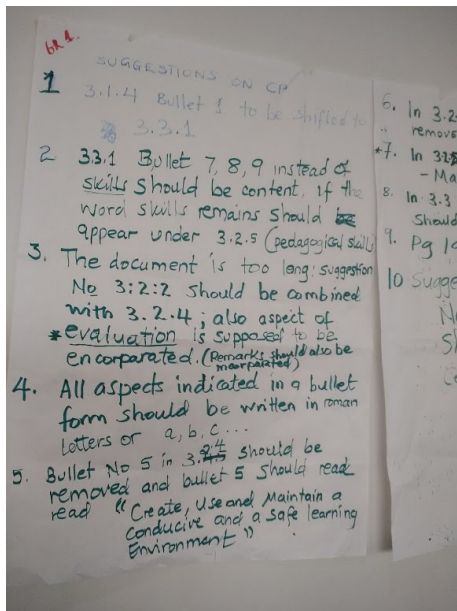 GR 1.
SUGGESTIONS ON CP
1 3.1.4 Bullet 1 to be shifted to
3.3.1
2 3.3.1 Bullet 7, 8, 9 instead of
skills should be content, if the
word skills remains should be
appear under 3.2.5 (pedagogical skill
3. The document is too long: suggestion
No 3:2:2 should be combined
with 3.2.4; also aspect of
* evaluation is supposed to be
encorparated. (Remarks should also be
incorparated)
4. All aspects indicated in a bullet
form should be written in roman
letters or a, b, c ...
5. Bullet No 5 in 3.2.4 should be
removed and bullet 5 should read
read "Create, Use and Maintain a
conducive and a safe learning
Environment"
6. In 3.2
remove
*7. In
- Ma
8. In 3.3
Should
9. Pg
10 Sugge